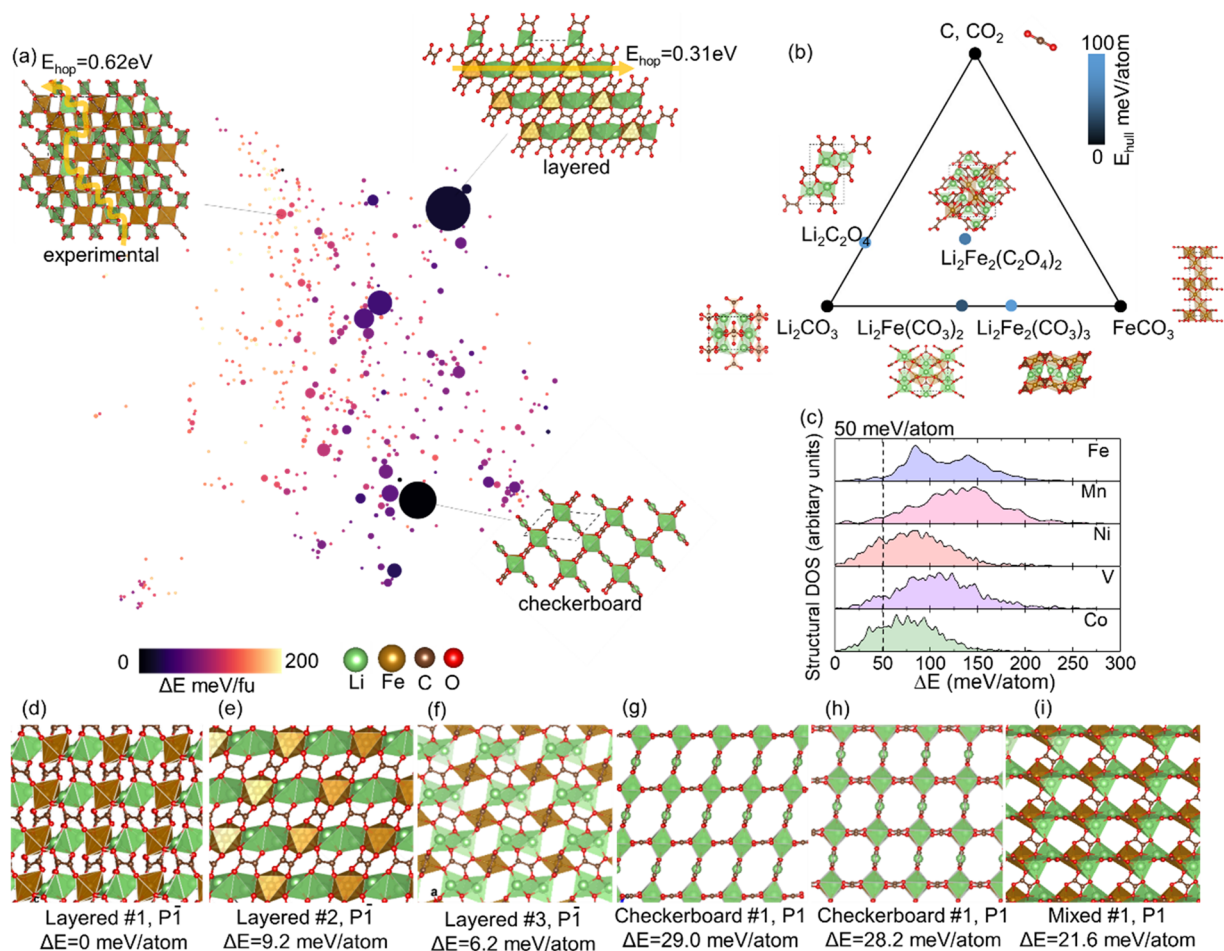 (a)
E_hop=0.62eV
experimental
E_hop=0.31eV
layered
checkerboard
0
200
ΔE meV/fu
Li
Fe
C
O
(b)
C, CO₂
100
0
E_hull meV/atom
Li₂C₂O₄
Li₂Fe₂(C₂O₄)₂
Li₂CO₃
Li₂Fe(CO₃)₂
Li₂Fe₂(CO₃)₃
FeCO₃
(c)
50 meV/atom
Structural DOS (arbitary units)
Fe
Mn
Ni
V
Co
0 50 100 150 200 250 300
ΔE (meV/atom)
(d)
Layered #1, P1̄
ΔE=0 meV/atom
(e)
Layered #2, P1̄
ΔE=9.2 meV/atom
(f)
a
Layered #3, P1̄
ΔE=6.2 meV/atom
(g)
Checkerboard #1, P1
ΔE=29.0 meV/atom
(h)
Checkerboard #1, P1
ΔE=28.2 meV/atom
(i)
Mixed #1, P1
ΔE=21.6 meV/atom